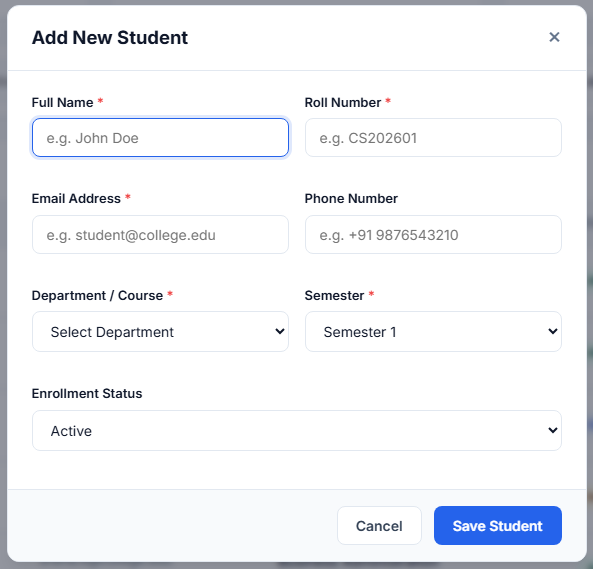 Add New Student ×
Full Name * Roll Number *
e.g. John Doe e.g. CS202601
Email Address * Phone Number
e.g. student@college.edu e.g. +91 9876543210
Department / Course * Semester *
Select Department Semester 1
Enrollment Status
Active
Cancel Save Student